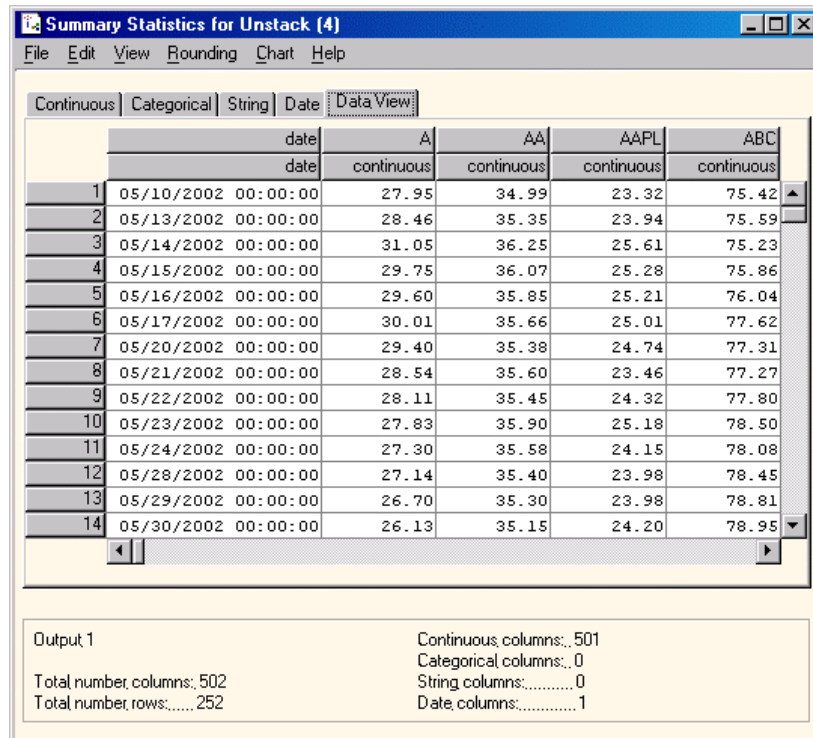 Summary Statistics for Unstack (4)
File Edit View Rounding Chart Help
Continuous Categorical String Date Data View
date A AA AAPL ABC
date continuous continuous continuous continuous
1 05/10/2002 00:00:00 27.95 34.99 23.32 75.42
2 05/13/2002 00:00:00 28.46 35.35 23.94 75.59
3 05/14/2002 00:00:00 31.05 36.25 25.61 75.23
4 05/15/2002 00:00:00 29.75 36.07 25.28 75.86
5 05/16/2002 00:00:00 29.60 35.85 25.21 76.04
6 05/17/2002 00:00:00 30.01 35.66 25.01 77.62
7 05/20/2002 00:00:00 29.40 35.38 24.74 77.31
8 05/21/2002 00:00:00 28.54 35.60 23.46 77.27
9 05/22/2002 00:00:00 28.11 35.45 24.32 77.80
10 05/23/2002 00:00:00 27.83 35.90 25.18 78.50
11 05/24/2002 00:00:00 27.30 35.58 24.15 78.08
12 05/28/2002 00:00:00 27.14 35.40 23.98 78.45
13 05/29/2002 00:00:00 26.70 35.30 23.98 78.81
14 05/30/2002 00:00:00 26.13 35.15 24.20 78.95
Output 1
Total number columns: 502
Total number rows:...... 252
Continuous columns:.. 501
Categorical columns:.. 0
String columns:........... 0
Date columns:............. 1